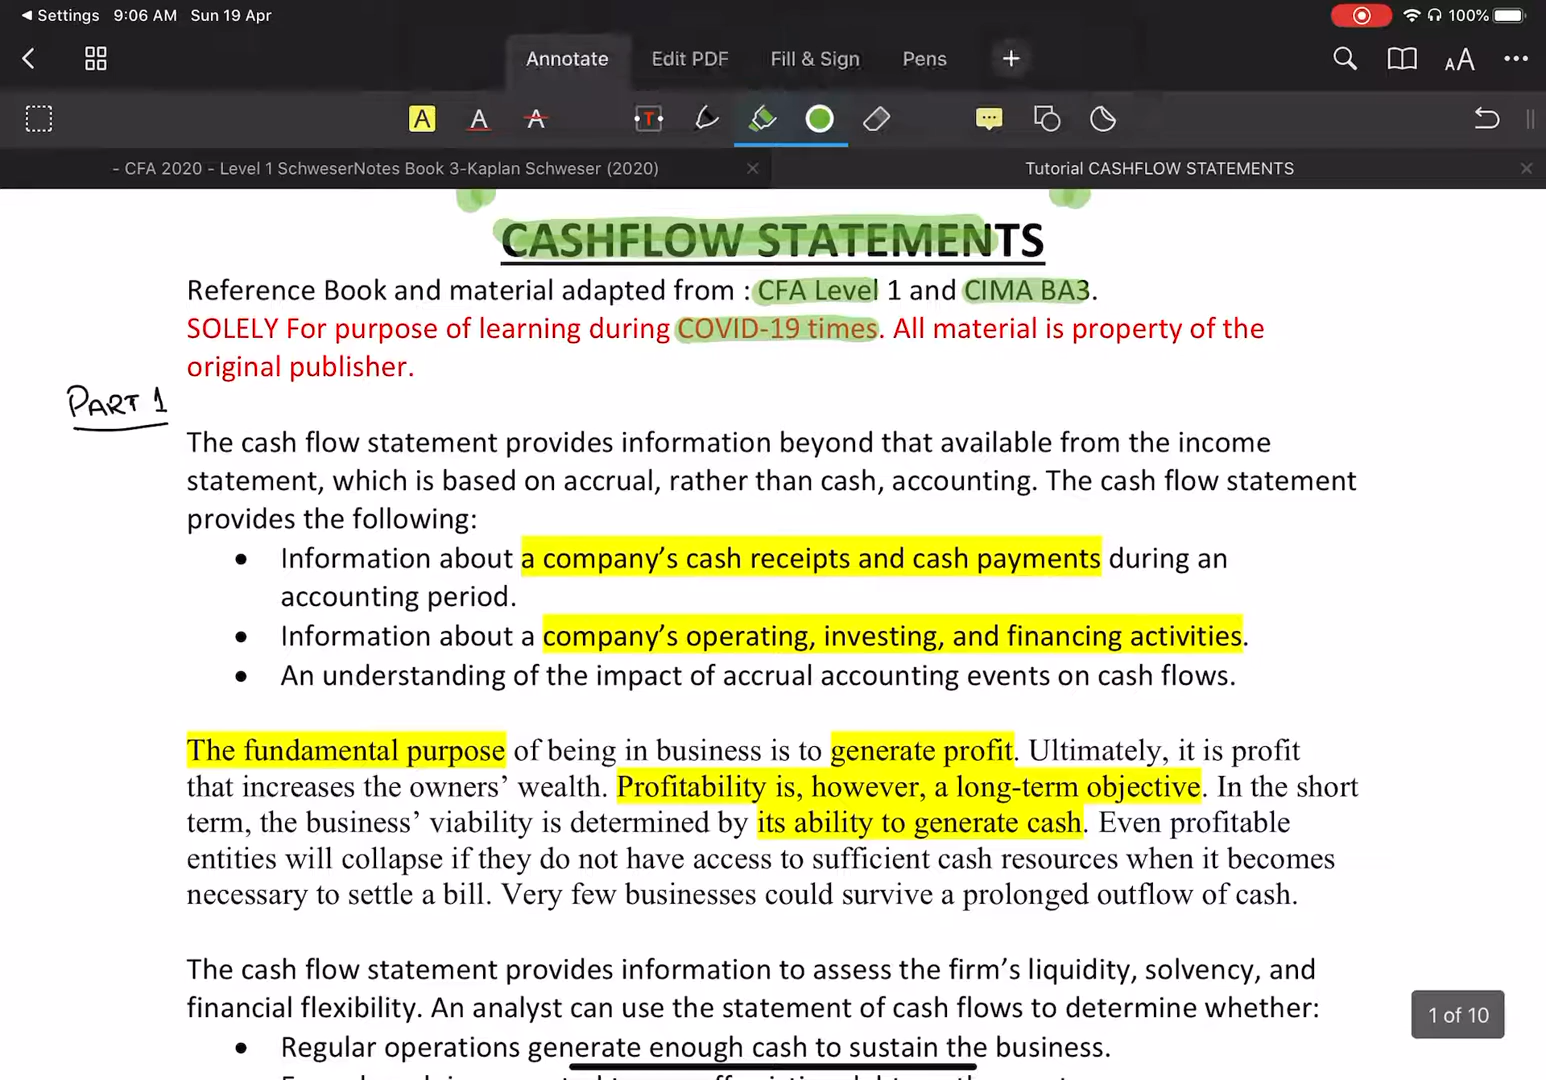 ◀ Settings 9:06 AM Sun 19 Apr 100%
Annotate Edit PDF Fill & Sign Pens +
A A A T AA
- CFA 2020 - Level 1 SchweserNotes Book 3-Kaplan Schweser (2020) × Tutorial CASHFLOW STATEMENTS ×
CASHFLOW STATEMENTS
Reference Book and material adapted from : CFA Level 1 and CIMA BA3.
SOLELY For purpose of learning during COVID-19 times. All material is property of the
original publisher.
PART 1
The cash flow statement provides information beyond that available from the income
statement, which is based on accrual, rather than cash, accounting. The cash flow statement
provides the following:
• Information about a company’s cash receipts and cash payments during an
accounting period.
• Information about a company’s operating, investing, and financing activities.
• An understanding of the impact of accrual accounting events on cash flows.
The fundamental purpose of being in business is to generate profit. Ultimately, it is profit
that increases the owners’ wealth. Profitability is, however, a long-term objective. In the short
term, the business’ viability is determined by its ability to generate cash. Even profitable
entities will collapse if they do not have access to sufficient cash resources when it becomes
necessary to settle a bill. Very few businesses could survive a prolonged outflow of cash.
The cash flow statement provides information to assess the firm’s liquidity, solvency, and
financial flexibility. An analyst can use the statement of cash flows to determine whether:
1 of 10
• Regular operations generate enough cash to sustain the business.